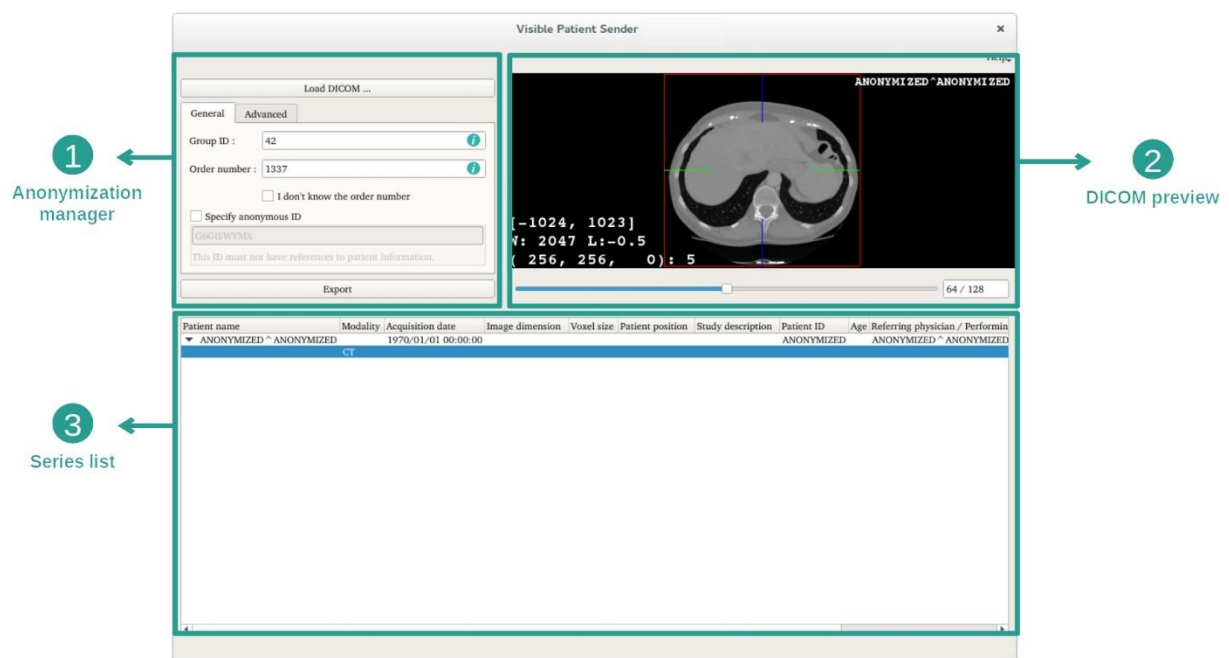 Visible Patient Sender
×
Help
Load DICOM ...
General Advanced
Group ID : 42
Order number : 1337
I don't know the order number
Specify anonymous ID
G6GISWYMX
This ID must not have references to patient information.
Export
1
Anonymization
manager
ANONYMIZED^ANONYMIZED
[-1024, 1023]
W: 2047 L:-0.5
( 256, 256, 0): 5
64 / 128
2
DICOM preview
Patient name Modality Acquisition date Image dimension Voxel size Patient position Study description Patient ID Age Referring physician / Performin
ANONYMIZED ^ ANONYMIZED 1970/01/01 00:00:00 ANONYMIZED ANONYMIZED ^ ANONYMIZED
CT
3
Series list